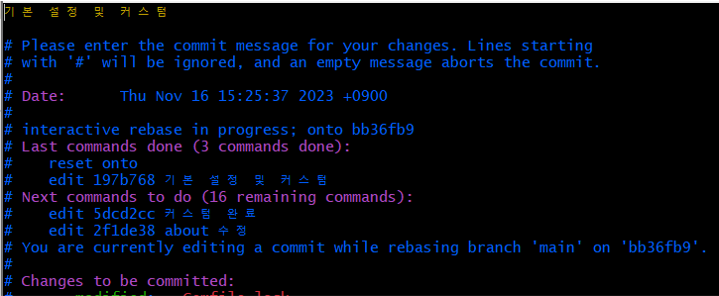 기본 설정 및 커스텀
# Please enter the commit message for your changes. Lines starting
# with '#' will be ignored, and an empty message aborts the commit.
#
# Date:      Thu Nov 16 15:25:37 2023 +0900
#
# interactive rebase in progress; onto bb36fb9
# Last commands done (3 commands done):
#    reset onto
#    edit 197b768 기본 설정 및 커스텀
# Next commands to do (16 remaining commands):
#    edit 5dcd2cc 커스텀 완료
#    edit 2f1de38 about 수정
# You are currently editing a commit while rebasing branch 'main' on 'bb36fb9'.
#
# Changes to be committed:
#       modified:   Gemfile.lock